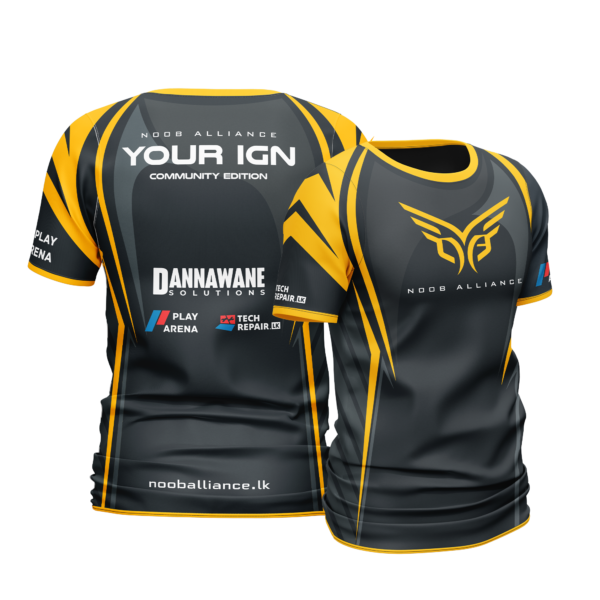 NOOB ALLIANCE
YOUR IGN
COMMUNITY EDITION
DANNAWANE
SOLUTIONS
PLAY
ARENA
TECH
REPAIR.LK
nooballiance.lk
PLAY
ARENA
TECH
REPAIR.LK
NOOB ALLIANCE